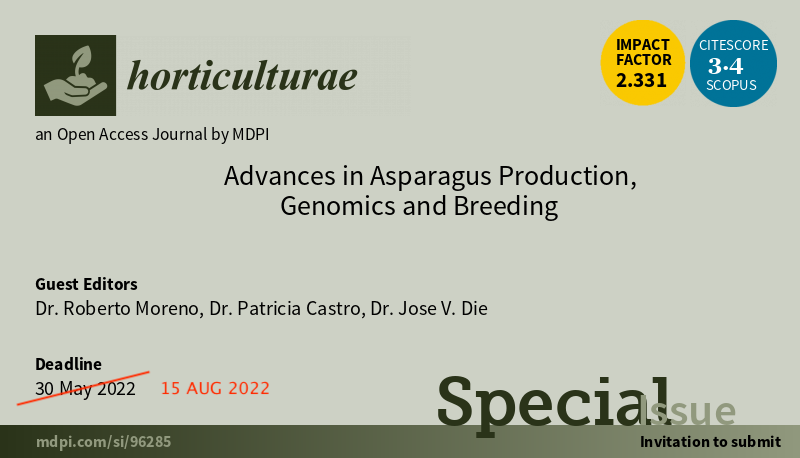 horticulturae
IMPACT
FACTOR
2.331
CITESCORE
3.4
SCOPUS
an Open Access Journal by MDPI
Advances in Asparagus Production,
Genomics and Breeding
Guest Editors
Dr. Roberto Moreno, Dr. Patricia Castro, Dr. Jose V. Die
Deadline
30 May 2022 15 AUG 2022
Special Issue
mdpi.com/si/96285
Invitation to submit